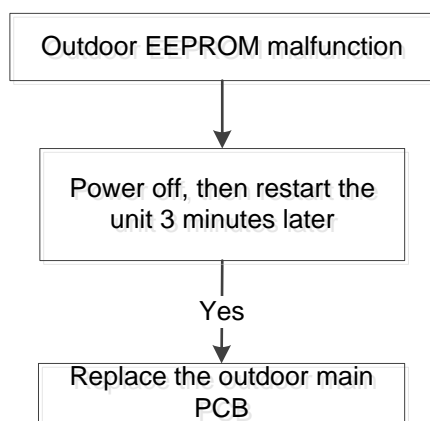 Outdoor EEPROM malfunction
Power off, then restart the
unit 3 minutes later
Yes
Replace the outdoor main
PCB